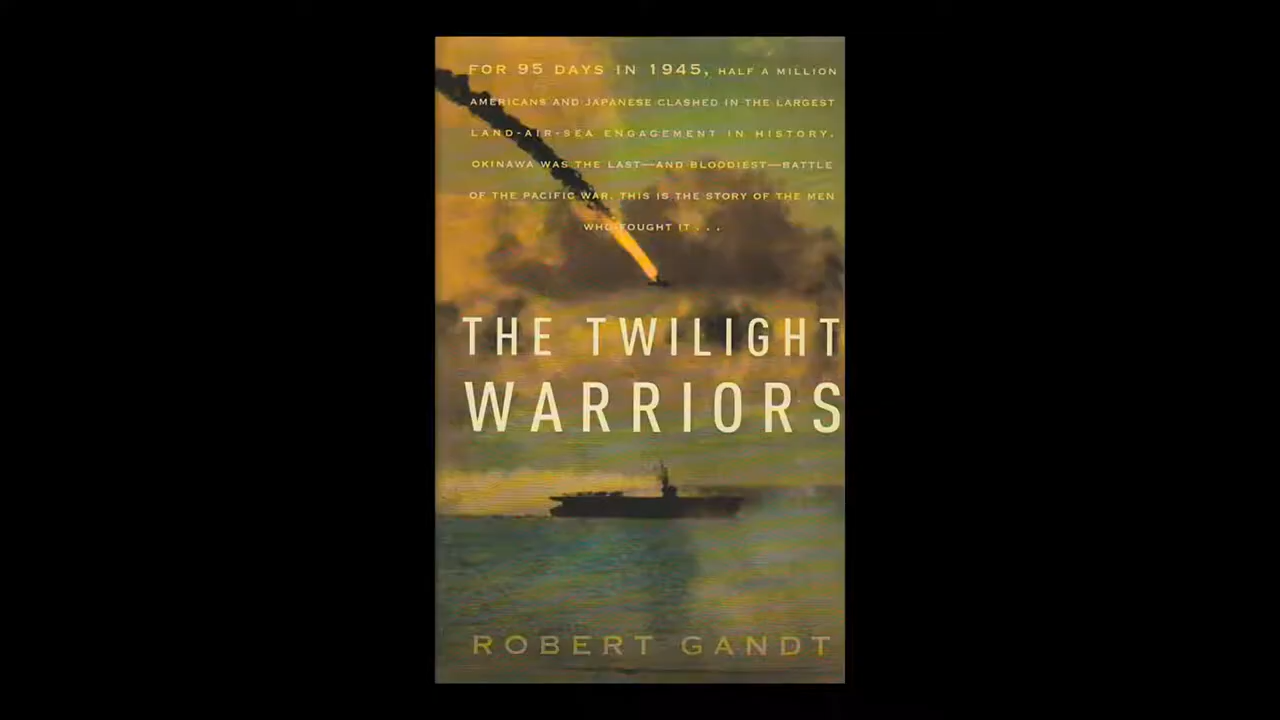 FOR 95 DAYS IN 1945, HALF A MILLION
AMERICANS AND JAPANESE CLASHED IN THE LARGEST
LAND-AIR-SEA ENGAGEMENT IN HISTORY.
OKINAWA WAS THE LAST—AND BLOODIEST—BATTLE
OF THE PACIFIC WAR. THIS IS THE STORY OF THE MEN
WHO FOUGHT IT . . .
THE TWILIGHT
WARRIORS
ROBERT GANDT